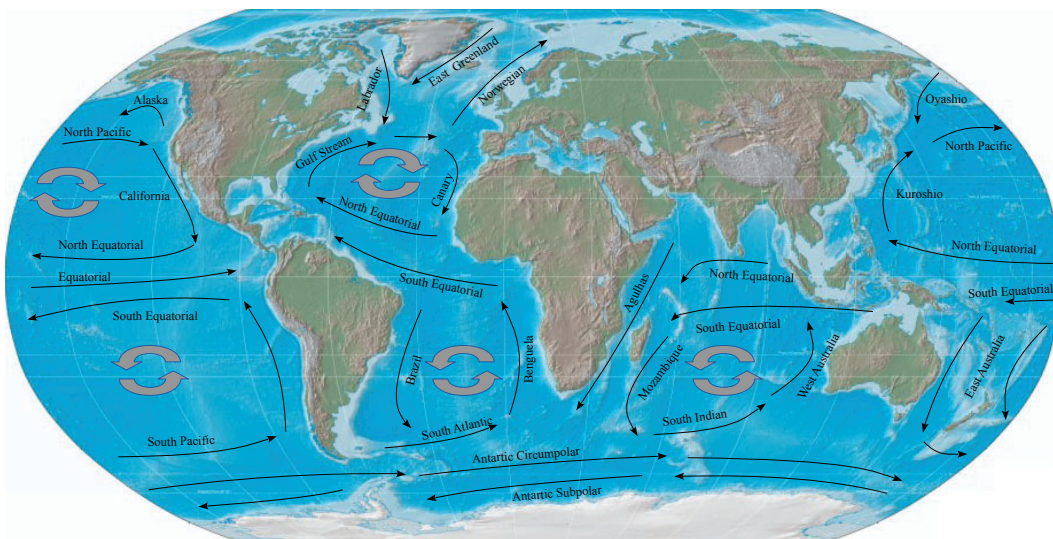 East Greenland
Norwegian
Labrador
Alaska
Oyashio
North Pacific
North Pacific
Gulf Stream
Canary
California
Kuroshio
North Equatorial
North Equatorial
North Equatorial
Equatorial
North Equatorial
South Equatorial
Agulhas
South Equatorial
South Equatorial
South Equatorial
Brazil
Benguela
Mozambique
West Australia
East Australia
South Pacific
South Atlantic
South Indian
Antartic Circumpolar
Antartic Subpolar